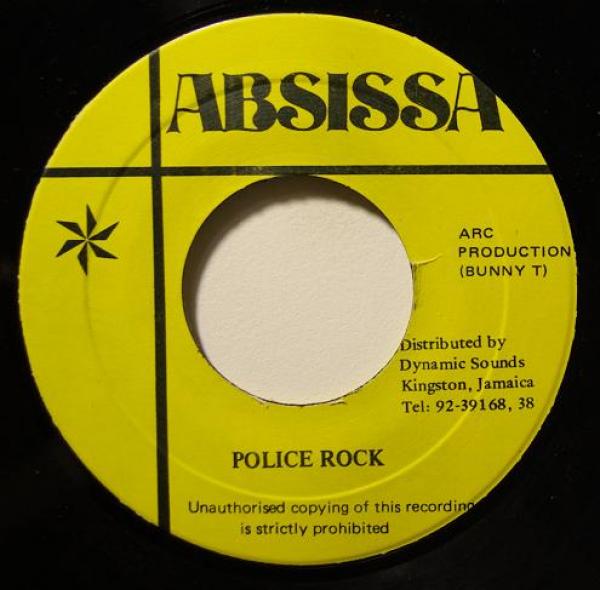 ABSISSA
ARC
PRODUCTION
(BUNNY T)
Distributed by
Dynamic Sounds
Kingston, Jamaica
Tel: 92-39168, 38
POLICE ROCK
Unauthorised copying of this recording
is strictly prohibited